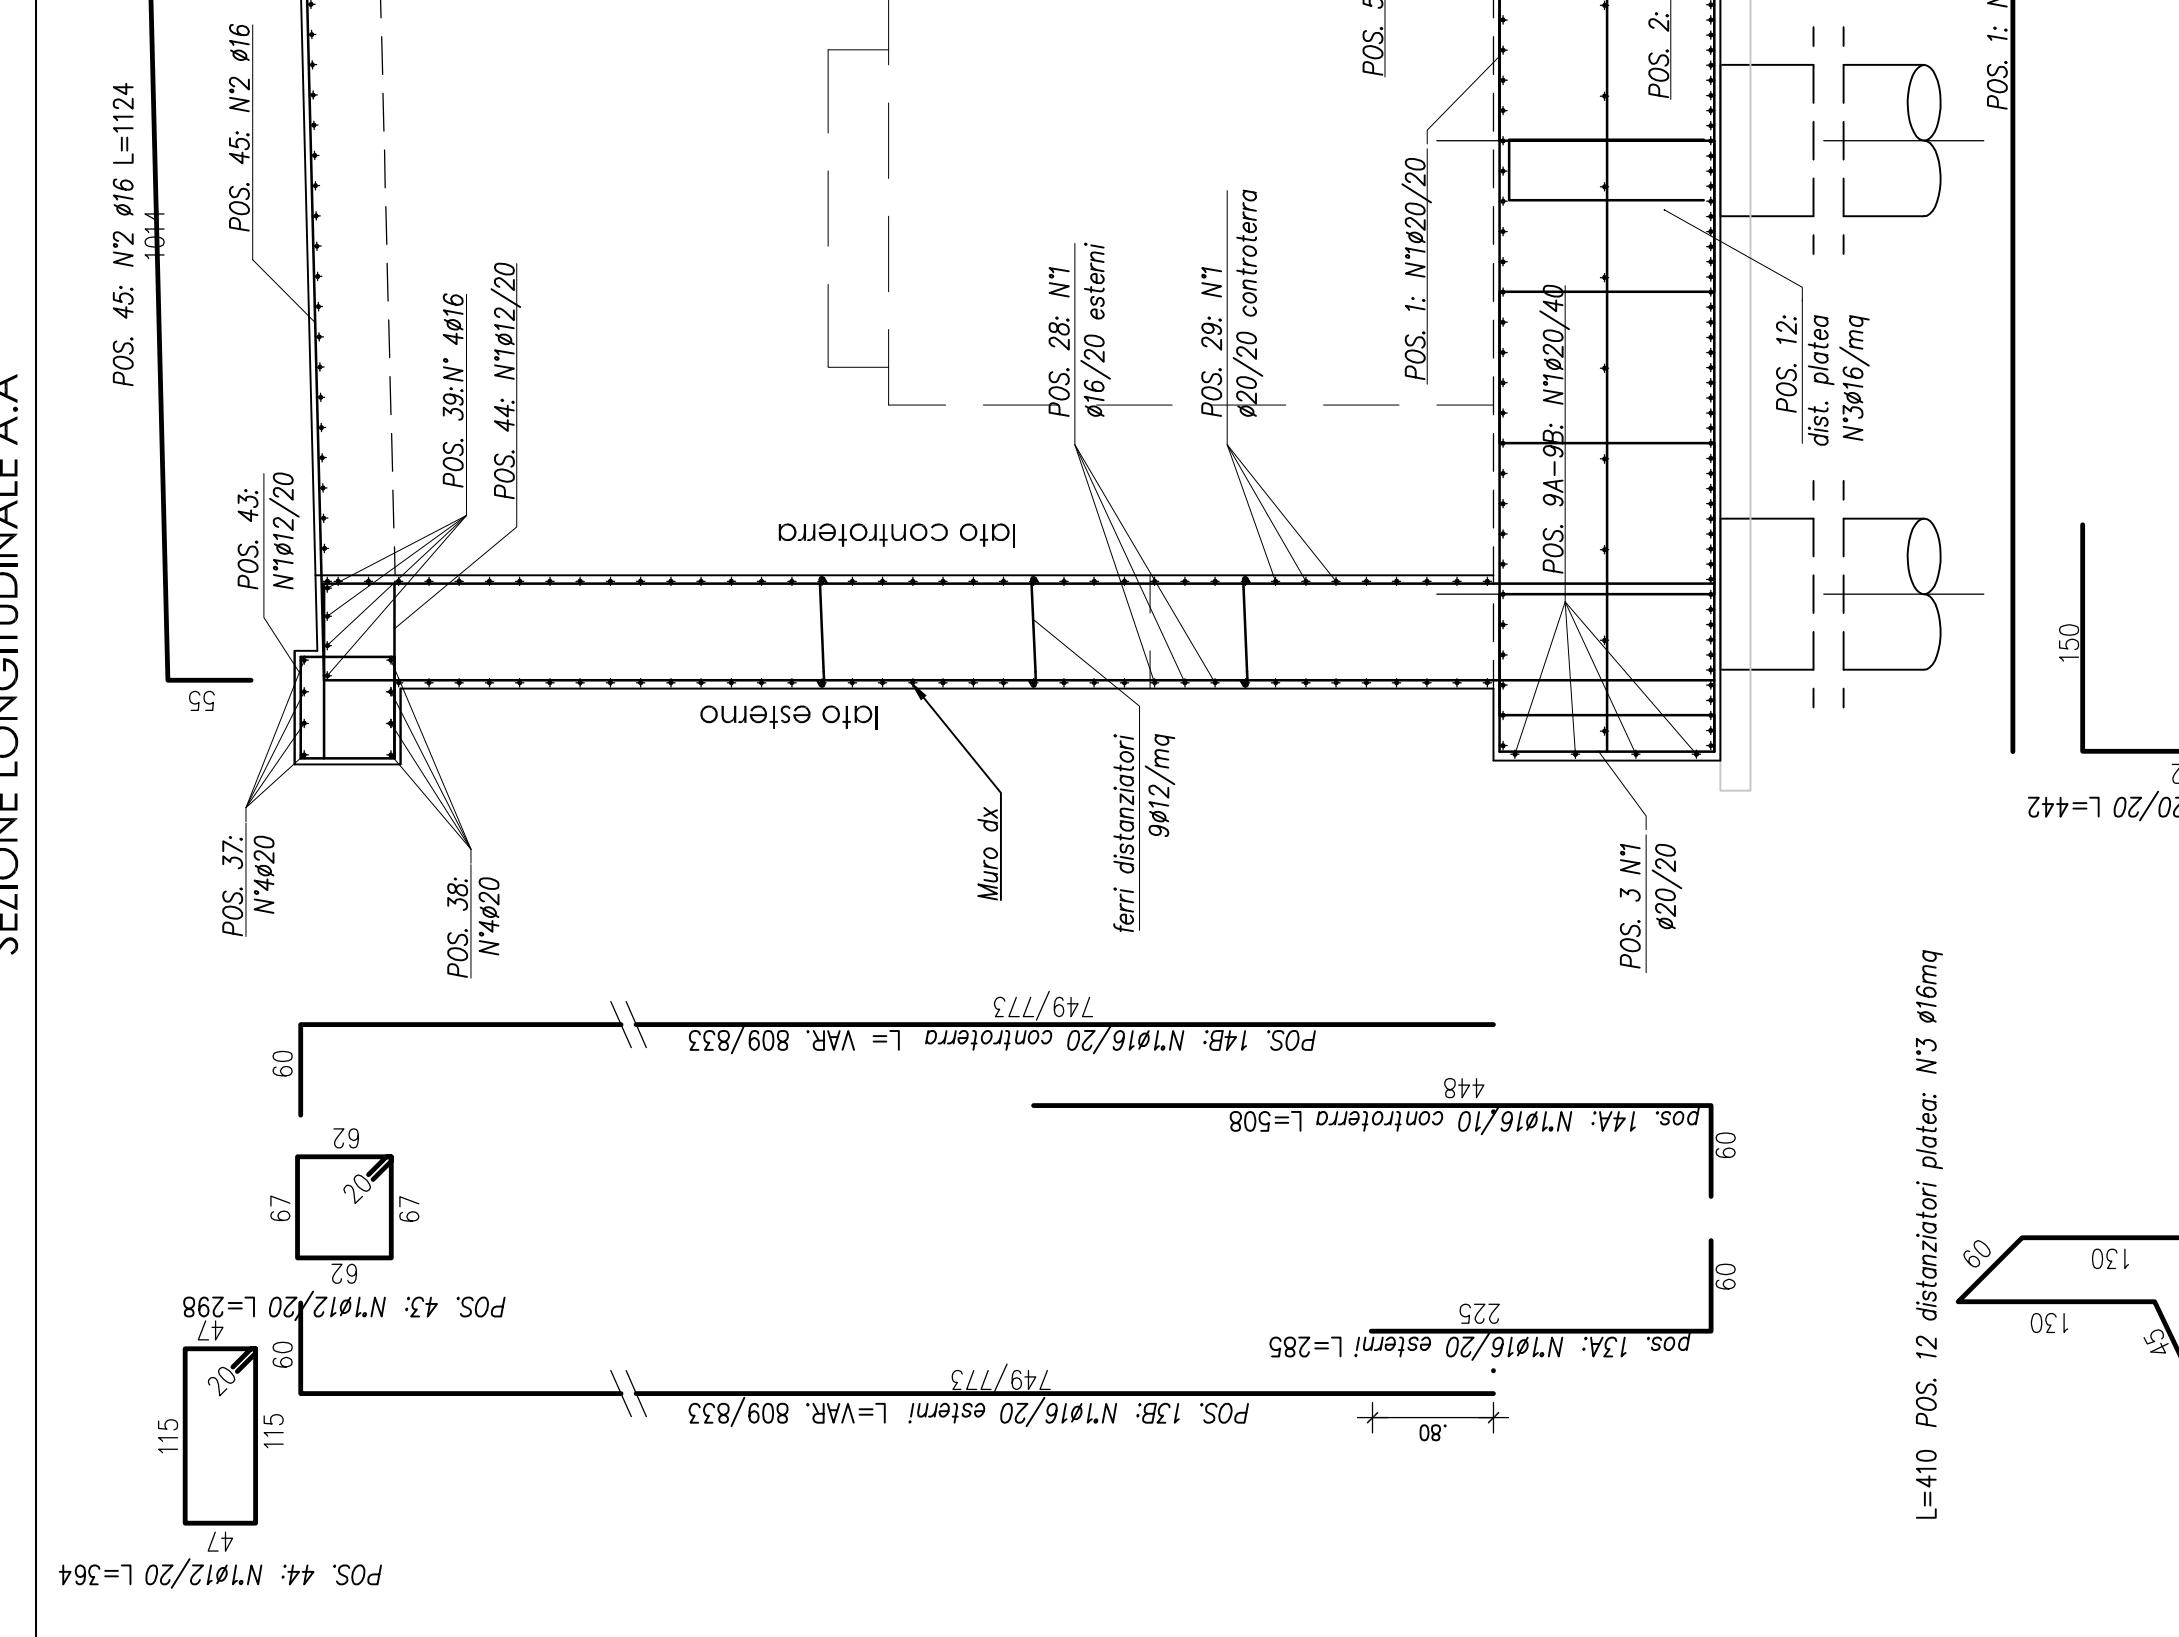 SEZIONE LONGITUDINALE A.A
POS. 45: N°2 ø16 L=1124
1014
55
POS. 45: N°2 ø16
POS. 43:
N°1ø12/20
POS. 39:N° 4ø16
POS. 44: N°1ø12/20
lato controterra
lato esterno
POS. 28: N°1
ø16/20 esterni
POS. 29: N°1
ø20/20 controterra
POS. 5
POS. 1: N°1ø20/20
POS. 9A-9B: N°1ø20/40
POS. 2:
POS. 12:
dist. platea
N°3ø16/mq
POS. 1: N
150
20/20 L=442
POS. 37:
N°4ø20
POS. 38:
N°4ø20
Muro dx
ferri distanziatori
9ø12/mq
POS. 3 N°1
ø20/20
749/773
POS. 14B: N°1ø16/20 controterra L= VAR. 809/833
60
448
pos. 14A: N°1ø16/10 controterra L=508
60
62
20
67
67
62
POS. 43: N°1ø12/20 L=298
60
225
pos. 13A: N°1ø16/20 esterni L=285
60
749/773
POS. 13B: N°1ø16/20 esterni L=VAR. 809/833
.80
47
20
115
115
47
POS. 44: N°1ø12/20 L=364
L=410 POS. 12 distanziatori platea: N°3 ø16mq
60
130
130
45